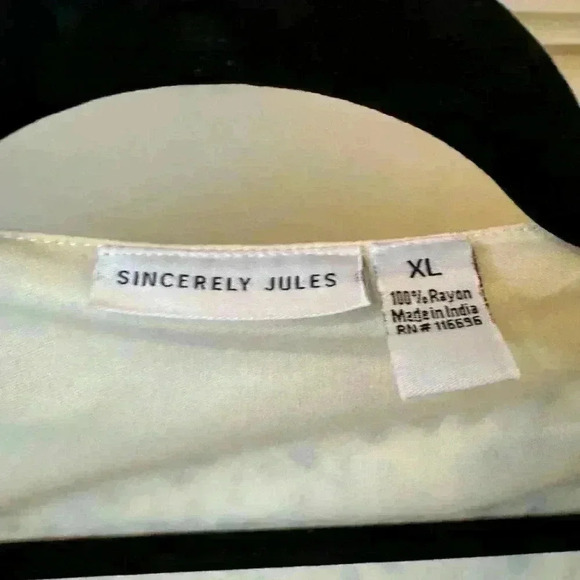 SINCERELY JULES
XL
100% Rayon
Made in India
RN# 116696